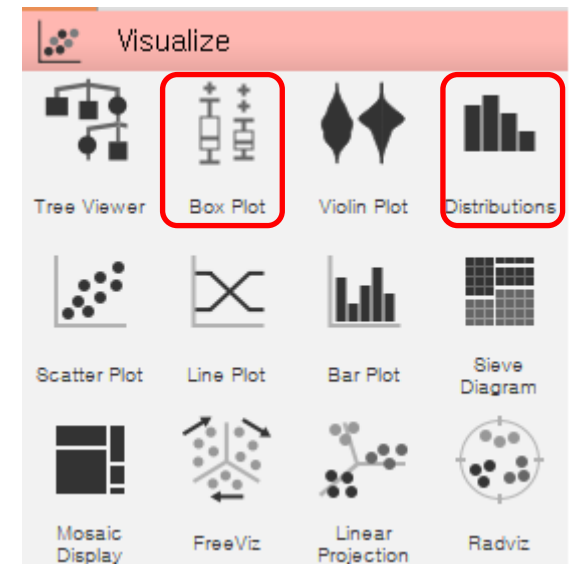 Visualize
Tree Viewer
Box Plot
Violin Plot
Distributions
Scatter Plot
Line Plot
Bar Plot
Sieve
Diagram
Mosaic
Display
FreeViz
Linear
Projection
Radviz